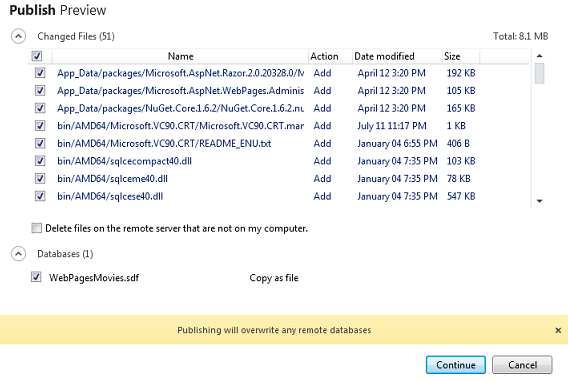 Publish Preview
Changed Files (51) Total: 8.1 MB
Name Action Date modified Size
App_Data/packages/Microsoft.AspNet.Razor.2.0.20328.0/M Add April 12 3:20 PM 192 KB
App_Data/packages/Microsoft.AspNet.WebPages.Adminis Add April 12 3:20 PM 105 KB
App_Data/packages/NuGet.Core.1.6.2/NuGet.Core.1.6.2.nu Add April 12 3:20 PM 165 KB
bin/AMD64/Microsoft.VC90.CRT/Microsoft.VC90.CRT.man Add July 11 11:17 PM 1 KB
bin/AMD64/Microsoft.VC90.CRT/README_ENU.txt Add January 04 6:55 PM 406 B
bin/AMD64/sqlcecompact40.dll Add January 04 7:35 PM 103 KB
bin/AMD64/sqlceme40.dll Add January 04 7:35 PM 78 KB
bin/AMD64/sqlcese40.dll Add January 04 7:35 PM 547 KB
Delete files on the remote server that are not on my computer.
Databases (1)
WebPagesMovies.sdf Copy as file
Publishing will overwrite any remote databases
Continue Cancel